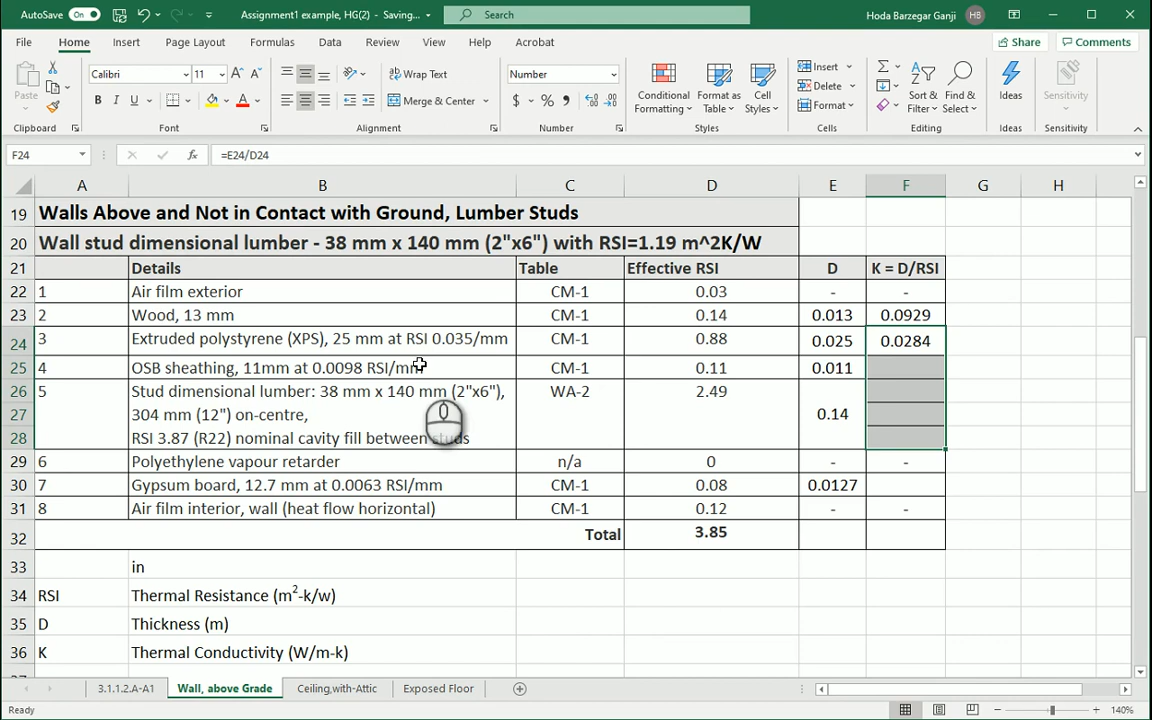 AutoSave On Assignment1 example, HG(2) - Saving... Search Hoda Barzegar Ganji HB
File Home Insert Page Layout Formulas Data Review View Help Acrobat Share Comments
Paste Calibri 11 A A Wrap Text Number Insert Σ
B I U A Merge & Center $ % Conditional Formatting Format as Table Cell Styles Delete Format Sort & Filter Find & Select Ideas Sensitivity
Clipboard Font Alignment Number Styles Cells Editing Ideas Sensitivity
F24 fx =E24/D24
A B C D E F G H
19 Walls Above and Not in Contact with Ground, Lumber Studs
20 Wall stud dimensional lumber - 38 mm x 140 mm (2"x6") with RSI=1.19 m^2K/W
21 Details Table Effective RSI D K = D/RSI
22 1 Air film exterior CM-1 0.03 - -
23 2 Wood, 13 mm CM-1 0.14 0.013 0.0929
24 3 Extruded polystyrene (XPS), 25 mm at RSI 0.035/mm CM-1 0.88 0.025 0.0284
25 4 OSB sheathing, 11mm at 0.0098 RSI/mm CM-1 0.11 0.011
26 5 Stud dimensional lumber: 38 mm x 140 mm (2"x6"), WA-2 2.49
27 304 mm (12") on-centre, 0.14
28 RSI 3.87 (R22) nominal cavity fill between studs
29 6 Polyethylene vapour retarder n/a 0 - -
30 7 Gypsum board, 12.7 mm at 0.0063 RSI/mm CM-1 0.08 0.0127
31 8 Air film interior, wall (heat flow horizontal) CM-1 0.12 - -
32 Total 3.85
33 in
34 RSI Thermal Resistance (m2-k/w)
35 D Thickness (m)
36 K Thermal Conductivity (W/m-k)
3.1.1.2.A-A1 Wall, above Grade Ceiling,with-Attic Exposed Floor
Ready 140%